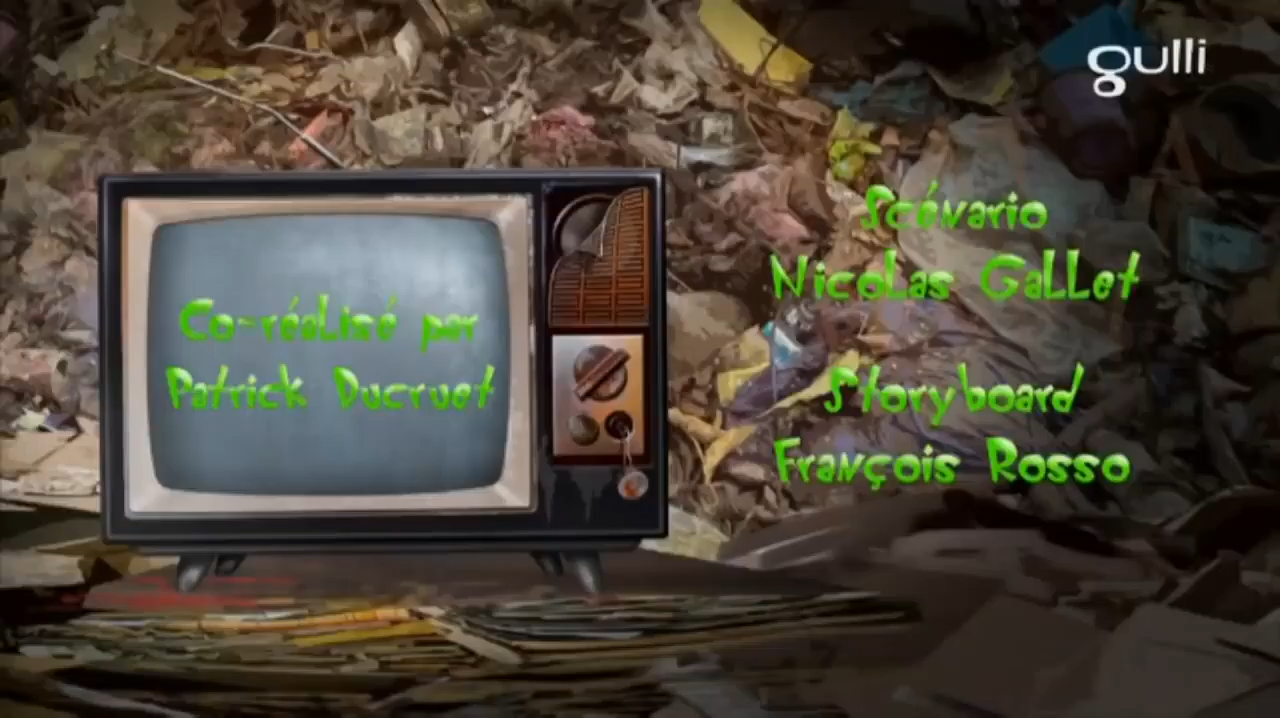 gulli
Co-réalisé par
Patrick Ducruet
Scénario
Nicolas Gallet
Storyboard
François Rosso